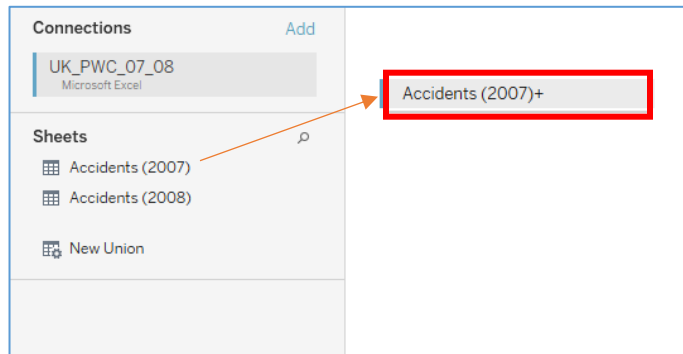 Connections Add
UK_PWC_07_08
Microsoft Excel
Accidents (2007)+
Sheets
Accidents (2007)
Accidents (2008)
New Union